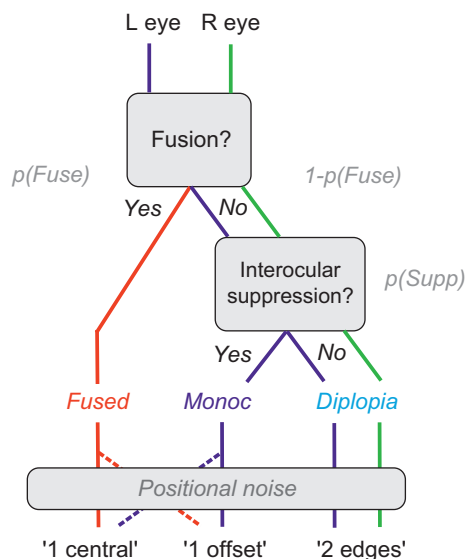 L eye R eye
Fusion?
p(Fuse) 1-p(Fuse)
Yes No
Interocular
suppression?
p(Supp)
Yes No
Fused Monoc Diplopia
Positional noise
'1 central' '1 offset' '2 edges'